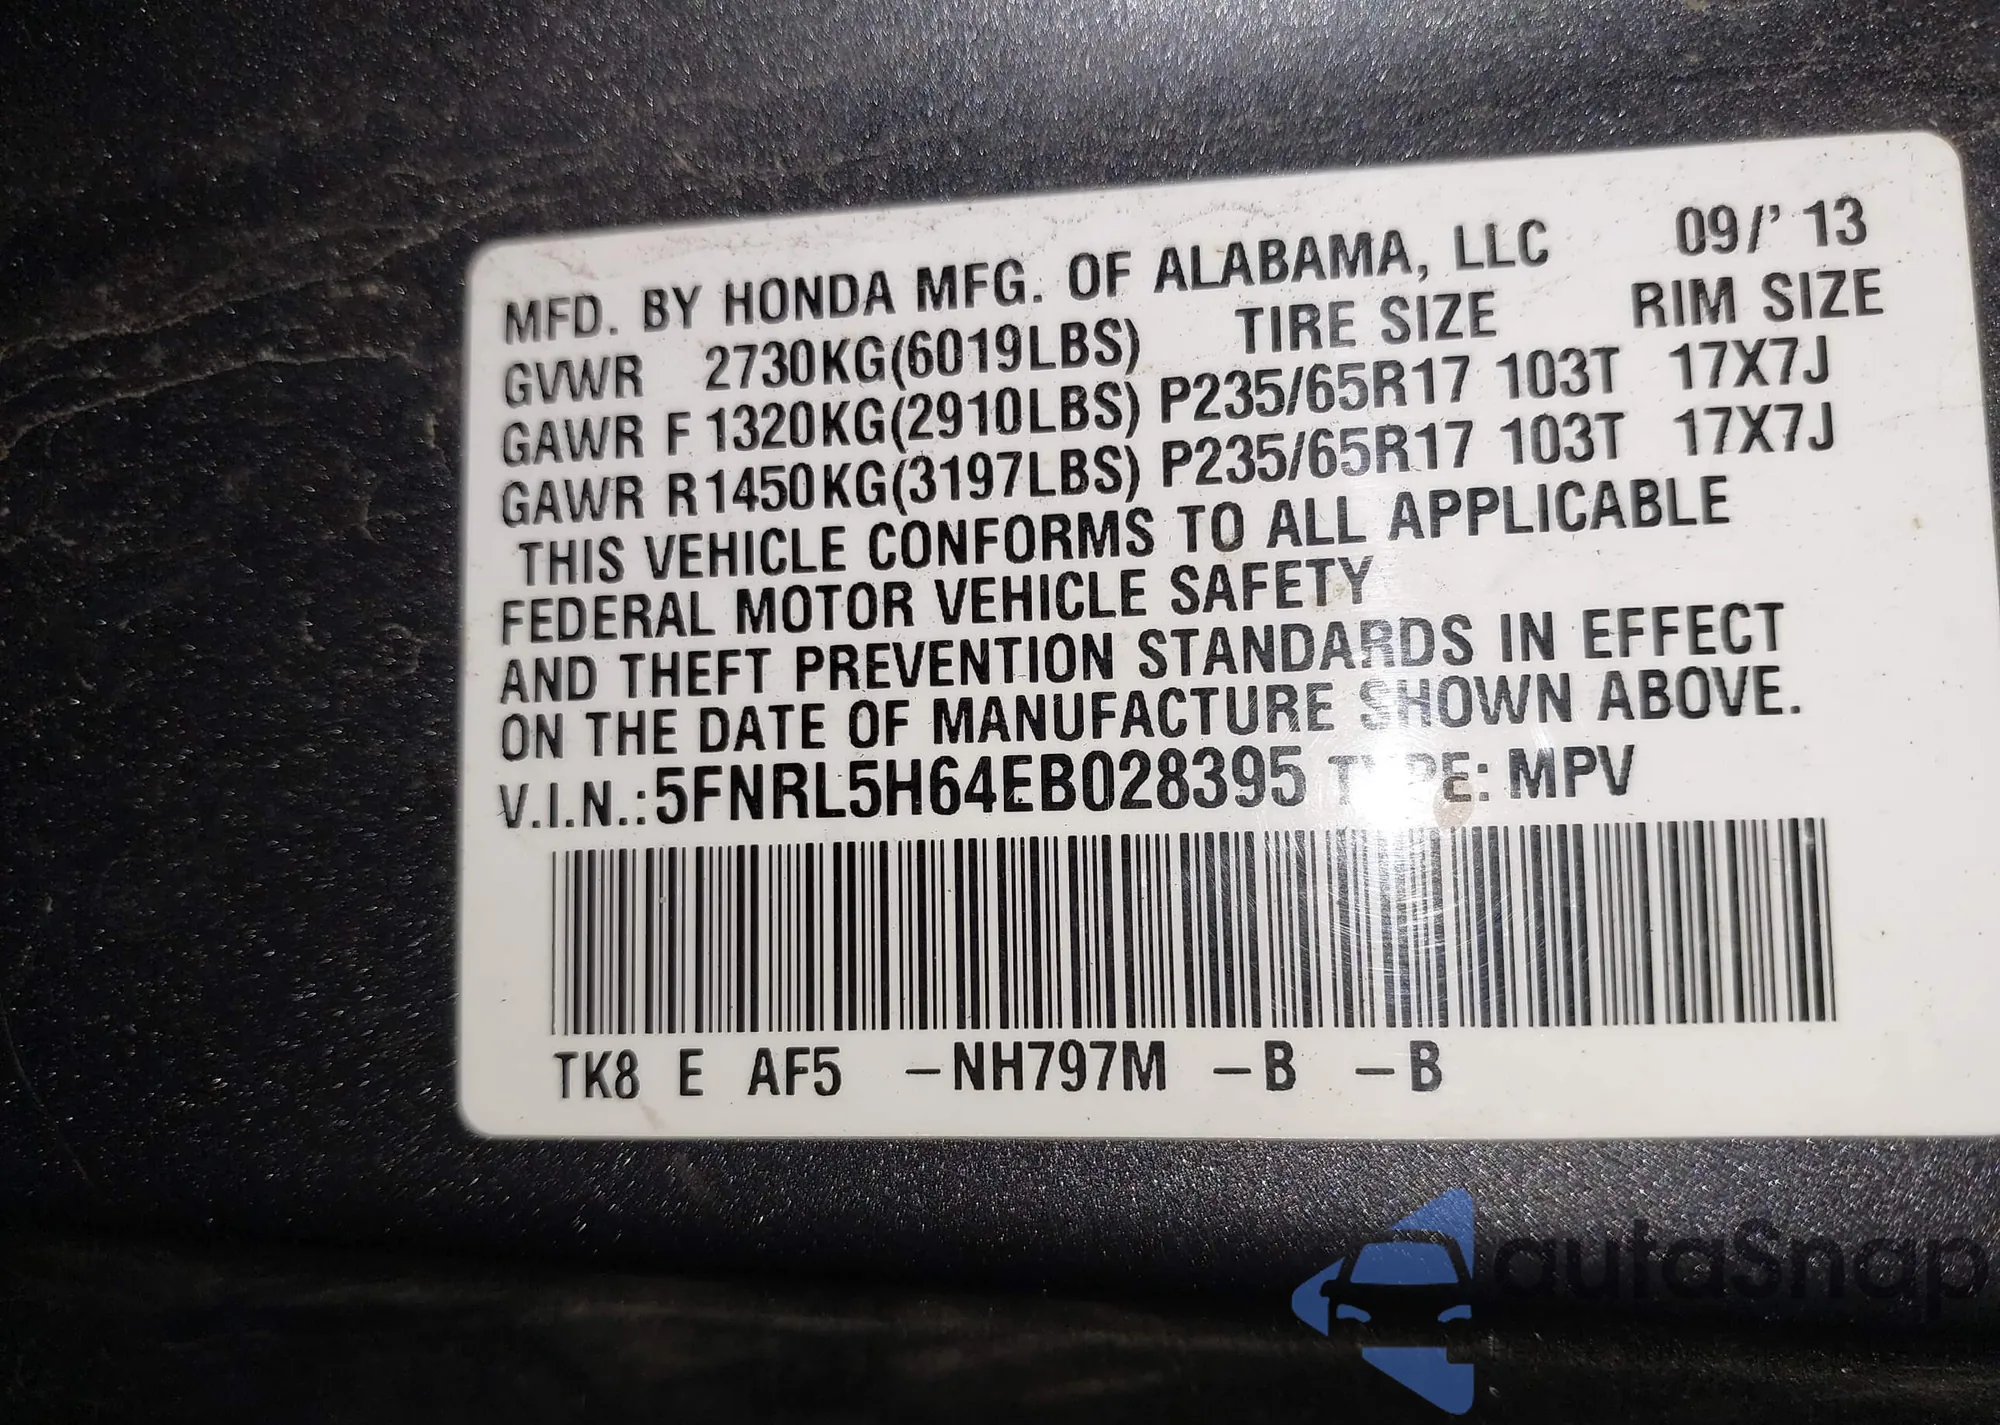 MFD. BY HONDA MFG. OF ALABAMA, LLC 09/' 13
GVWR 2730KG(6019LBS) TIRE SIZE RIM SIZE
GAWR F 1320KG(2910LBS) P235/65R17 103T 17X7J
GAWR R 1450KG(3197LBS) P235/65R17 103T 17X7J
THIS VEHICLE CONFORMS TO ALL APPLICABLE
FEDERAL MOTOR VEHICLE SAFETY
AND THEFT PREVENTION STANDARDS IN EFFECT
ON THE DATE OF MANUFACTURE SHOWN ABOVE.
V.I.N.:5FNRL5H64EB028395 TYPE: MPV
TK8 E AF5 –NH797M –B –B
autaSnap